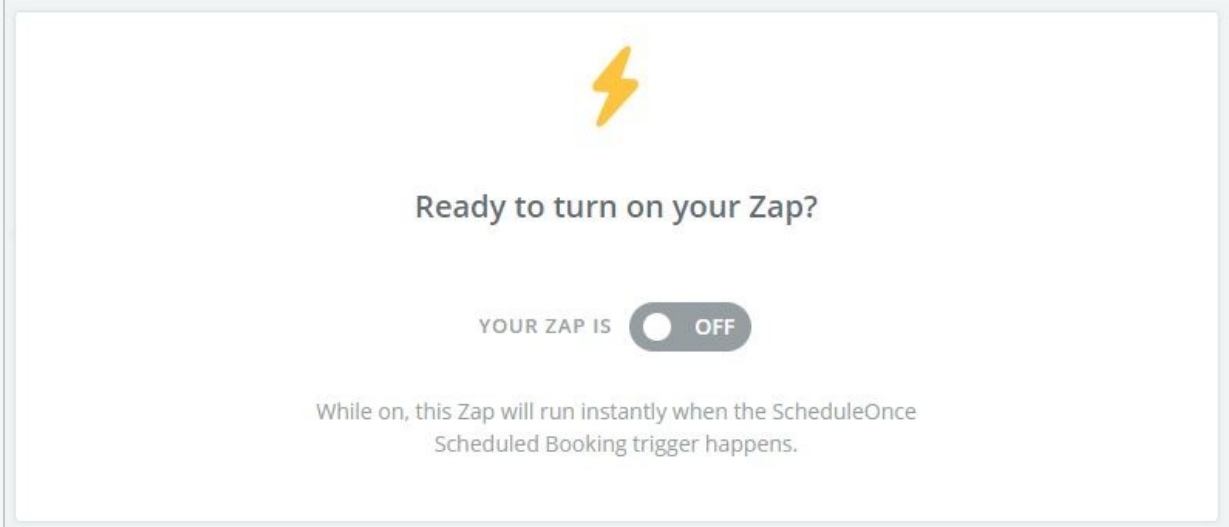 Ready to turn on your Zap?
YOUR ZAP IS OFF
While on, this Zap will run instantly when the ScheduleOnce
Scheduled Booking trigger happens.